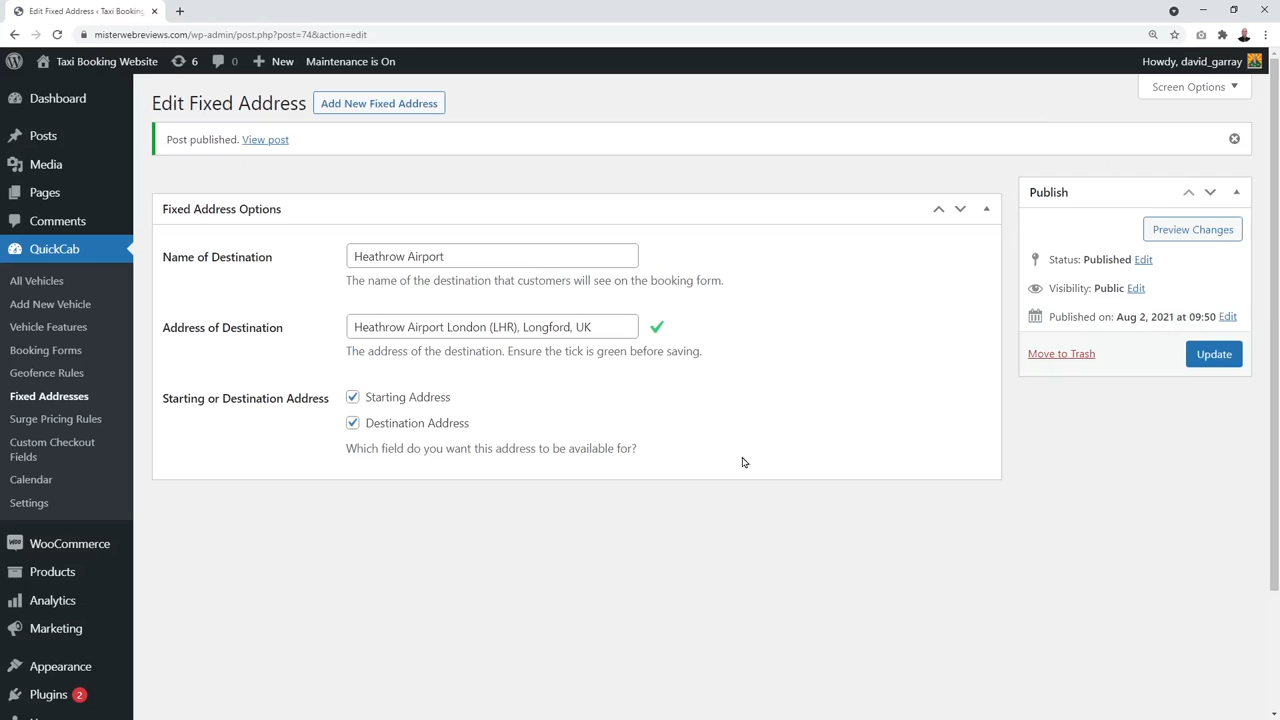 Edit Fixed Address ‹ Taxi Booking
misterwebreviews.com/wp-admin/post.php?post=74&action=edit
Taxi Booking Website
6
0
New
Maintenance is On
Howdy, david_garray
Screen Options
Dashboard
Posts
Media
Pages
Comments
QuickCab
All Vehicles
Add New Vehicle
Vehicle Features
Booking Forms
Geofence Rules
Fixed Addresses
Surge Pricing Rules
Custom Checkout
Fields
Calendar
Settings
WooCommerce
Products
Analytics
Marketing
Appearance
Plugins 2
Edit Fixed Address
Add New Fixed Address
Post published. View post
Fixed Address Options
Name of Destination
Heathrow Airport
The name of the destination that customers will see on the booking form.
Address of Destination
Heathrow Airport London (LHR), Longford, UK
The address of the destination. Ensure the tick is green before saving.
Starting or Destination Address
Starting Address
Destination Address
Which field do you want this address to be available for?
Publish
Preview Changes
Status: Published Edit
Visibility: Public Edit
Published on: Aug 2, 2021 at 09:50 Edit
Move to Trash
Update